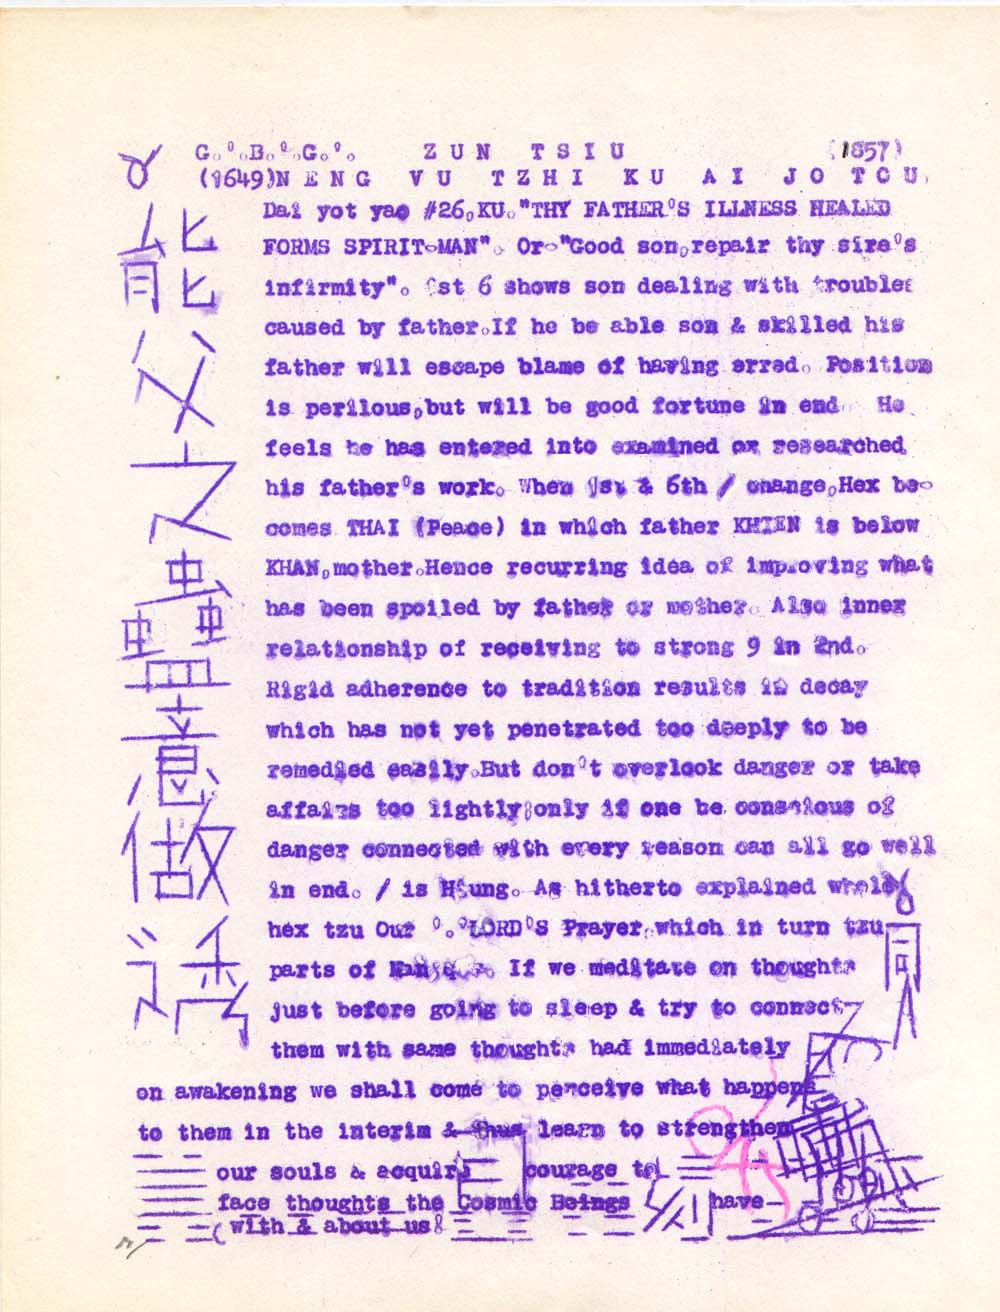 G.°.B.°.G.°. ZUN TSIU (1857)
(1649)NENG VU TZHI KU AI JO TCU,
能父之蠱
Dai yot yao #26,KU."THY FATHER°S ILLNESS HEALED
FORMS SPIRIT-MAN". Or-"Good son,repair thy sire°s
infirmity". 1st 6 shows son dealing with troubles
caused by father.If he be able son & skilled his
father will escape blame of having erred. Position
is perilous,but will be good fortune in end. He
feels he has entered into examined or researched
his father°s work. When 1st & 6th / change,Hex be-
comes THAI (Peace) in which father KHIEN is below
KHAN,mother.Hence recurring idea of improving what
has been spoiled by father or mother. Also inner
relationship of receiving to strong 9 in 2nd.
Rigid adherence to tradition results in decay
which has not yet penetrated too deeply to be
remedied easily.But don°t overlook danger or take
affairs too lightly;only if one be conscious of
danger connected with every reason can all go well
in end. / is Hsung. As hitherto explained whole
hex tzu Our °.°LORD°S Prayer,which in turn tzu
parts of If we meditate on thoughts
just before going to sleep & try to connect
them with same thoughts had immediately
on awakening we shall come to perceive what happens
to them in the interim & thus learn to strengthen
our souls & acquire courage to
face thoughts the Cosmic Beings have
(with & about us!